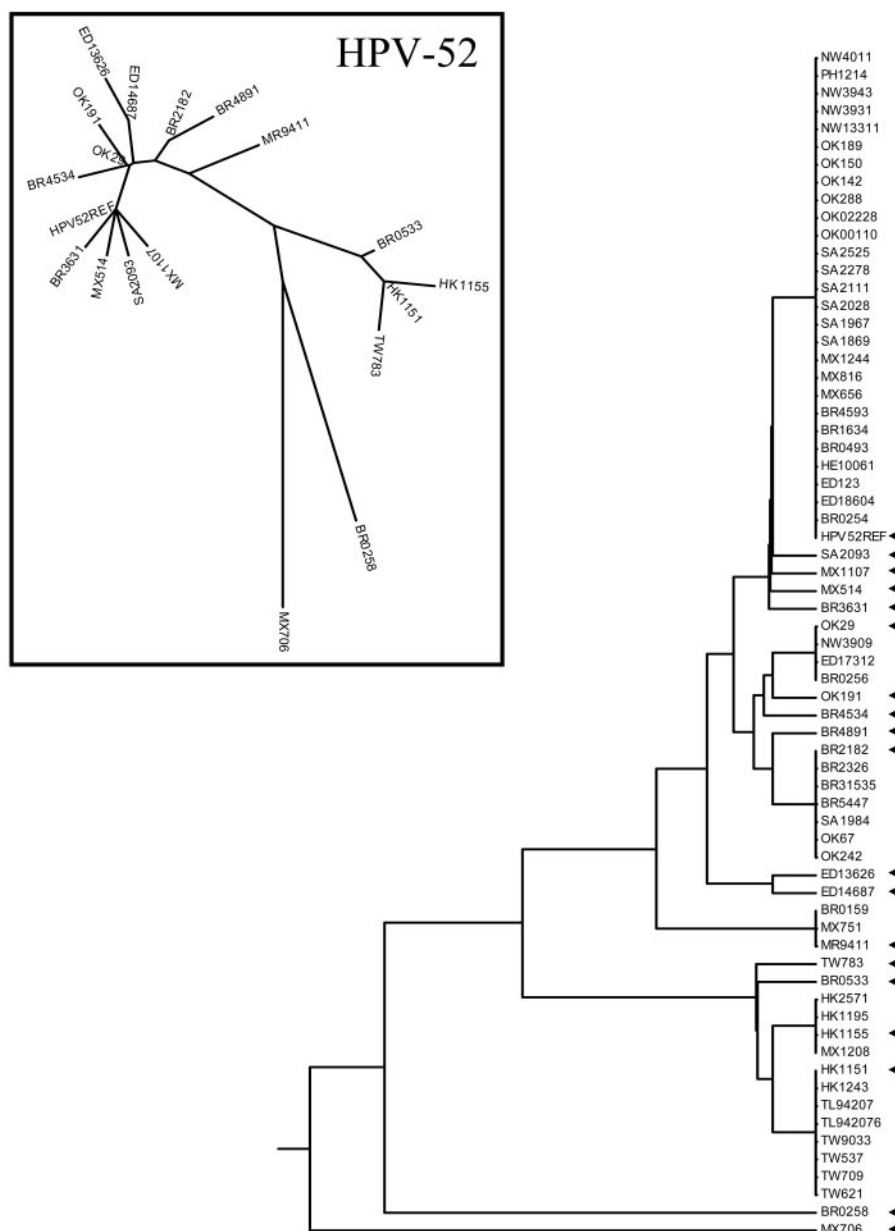 HPV-52
ED13626
ED14687
OK191
BR2182
BR4891
MR9411
OK29
BR4534
HPV52REF
BR3631
MX514
SA2093
MX1107
BR0533
HK1155
HK1151
TW783
BR0258
MX706
NW4011
PH1214
NW3943
NW3931
NW13311
OK189
OK150
OK142
OK288
OK02228
OK00110
SA2525
SA2278
SA2111
SA2028
SA1967
SA1869
MX1244
MX816
MX656
BR4593
BR1634
BR0493
HE10061
ED123
ED18604
BR0254
HPV52REF
SA2093
MX1107
MX514
BR3631
OK29
NW3909
ED17312
BR0256
OK191
BR4534
BR4891
BR2182
BR2326
BR31535
BR5447
SA1984
OK67
OK242
ED13626
ED14687
BR0159
MX751
MR9411
TW783
BR0533
HK2571
HK1195
HK1155
MX1208
HK1151
HK1243
TL94207
TL942076
TW9033
TW537
TW709
TW621
BR0258
MX706